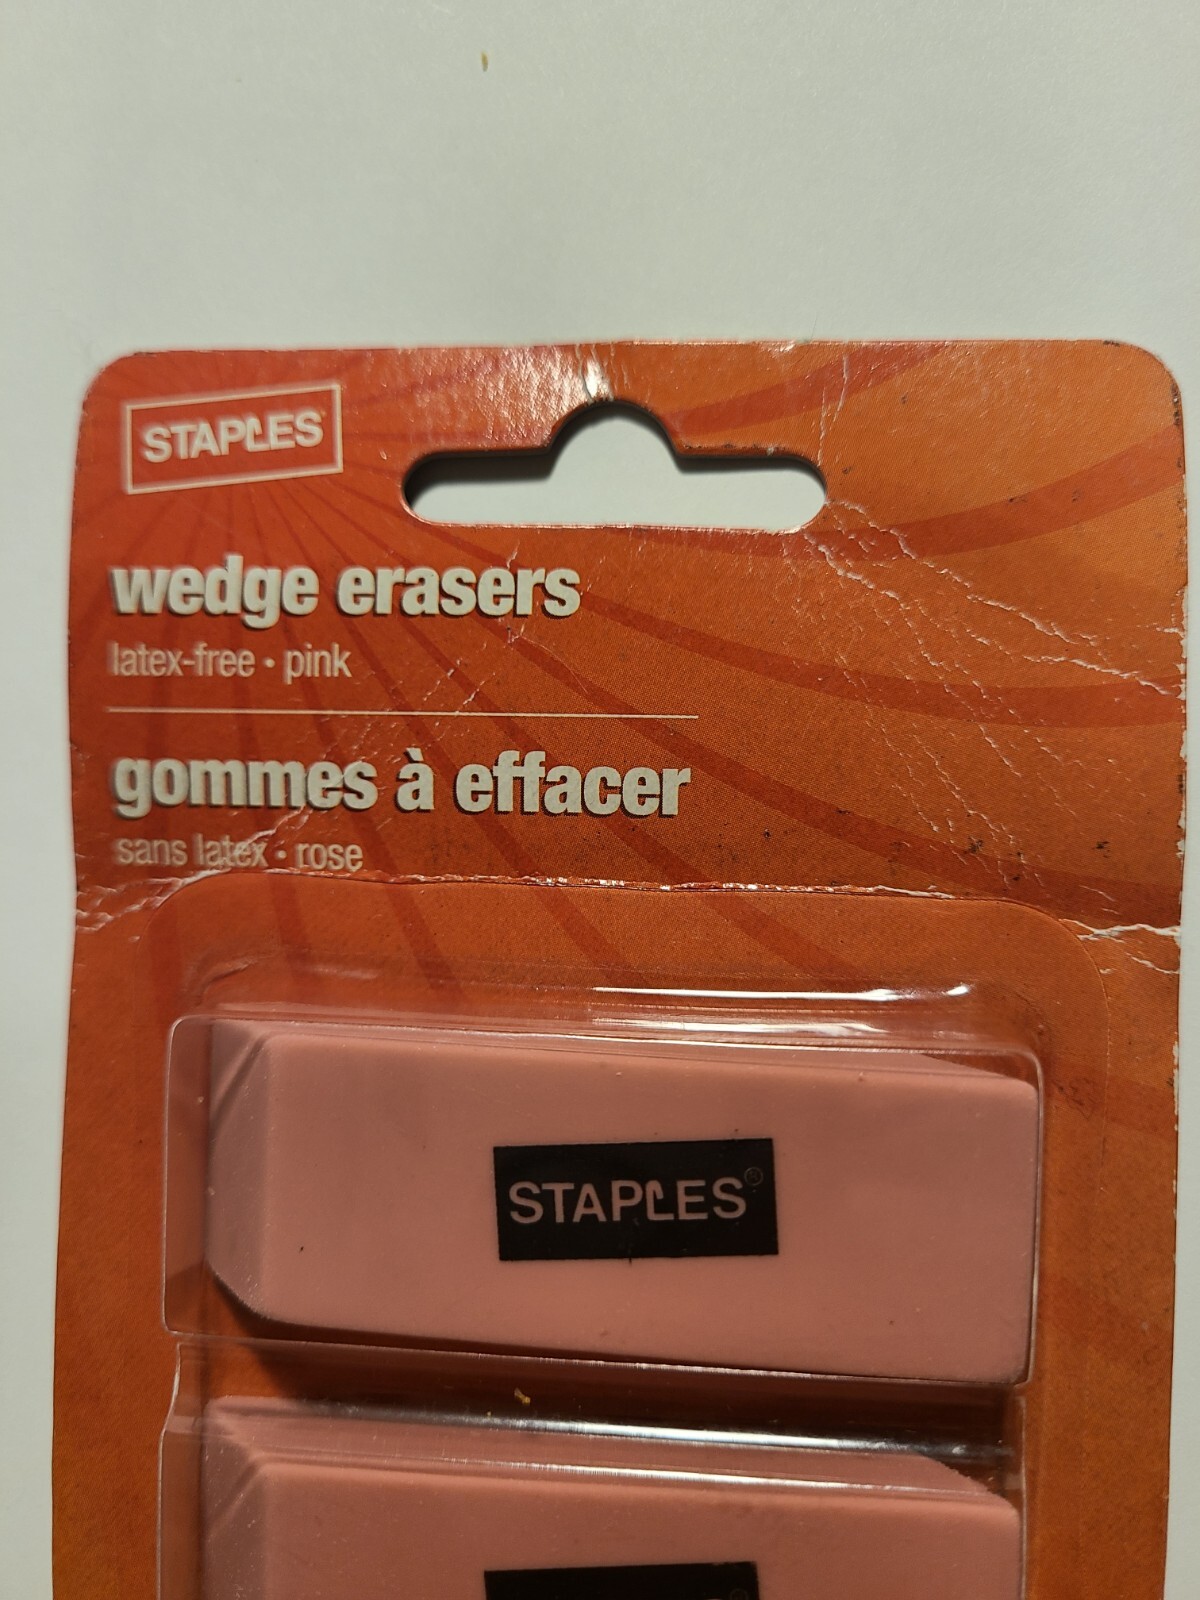 STAPLES
wedge erasers
latex-free • pink
gommes à effacer
sans latex • rose
STAPLES®